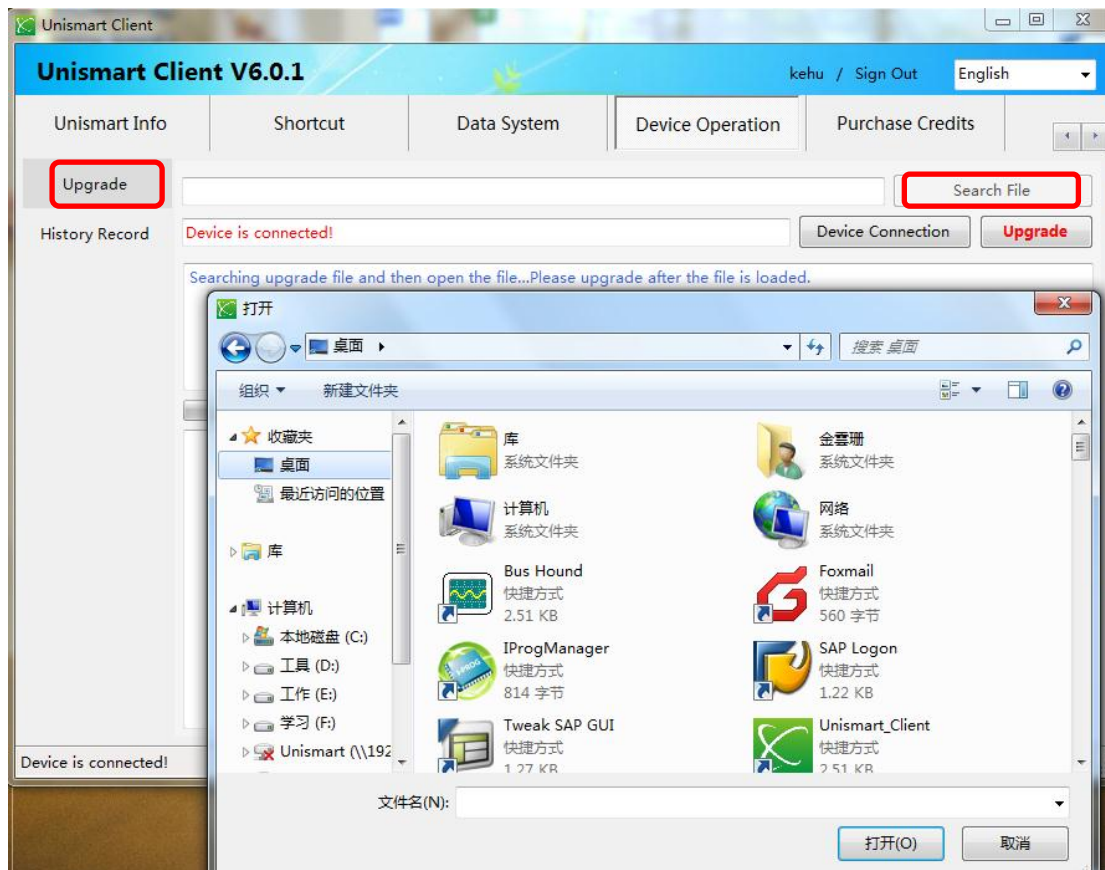 Unismart Client
Unismart Client V6.0.1
kehu / Sign Out
English
Unismart Info
Shortcut
Data System
Device Operation
Purchase Credits
Upgrade
Search File
History Record
Device is connected!
Device Connection
Upgrade
Searching upgrade file and then open the file...Please upgrade after the file is loaded.
打开
桌面
搜索 桌面
组织
新建文件夹
收藏夹
桌面
最近访问的位置
库
计算机
本地磁盘 (C:)
工具 (D:)
工作 (E:)
学习 (F:)
Unismart (\\192
库
系统文件夹
金雲珊
系统文件夹
计算机
系统文件夹
网络
系统文件夹
Bus Hound
快捷方式
2.51 KB
Foxmail
快捷方式
560 字节
IProgManager
快捷方式
814 字节
SAP Logon
快捷方式
1.22 KB
Tweak SAP GUI
快捷方式
1.27 KB
Unismart_Client
快捷方式
2.51 KB
Device is connected!
文件名(N):
打开(O)
取消